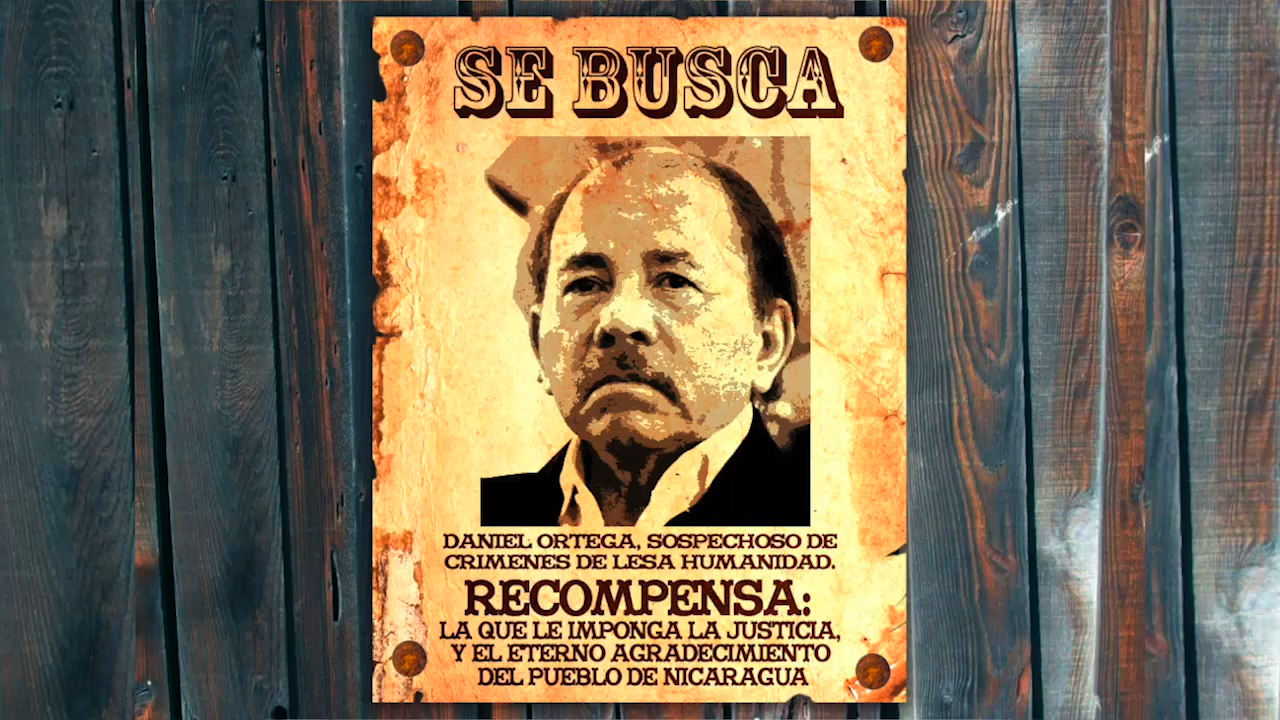 SE BUSCA
DANIEL ORTEGA, SOSPECHOSO DE
CRIMENES DE LESA HUMANIDAD.
RECOMPENSA:
LA QUE LE IMPONGA LA JUSTICIA,
Y EL ETERNO AGRADECIMIENTO
DEL PUEBLO DE NICARAGUA